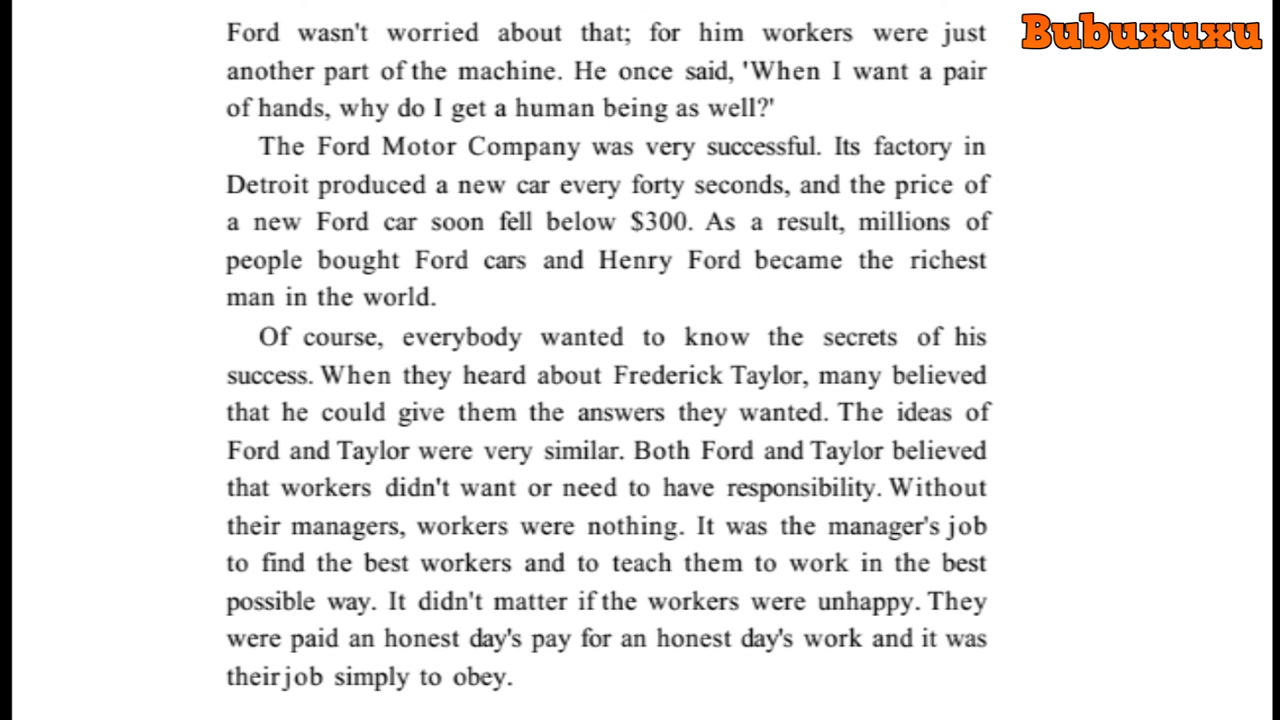 Ford wasn't worried about that; for him workers were just
another part of the machine. He once said, 'When I want a pair
of hands, why do I get a human being as well?'
The Ford Motor Company was very successful. Its factory in
Detroit produced a new car every forty seconds, and the price of
a new Ford car soon fell below $300. As a result, millions of
people bought Ford cars and Henry Ford became the richest
man in the world.
Of course, everybody wanted to know the secrets of his
success. When they heard about Frederick Taylor, many believed
that he could give them the answers they wanted. The ideas of
Ford and Taylor were very similar. Both Ford and Taylor believed
that workers didn't want or need to have responsibility. Without
their managers, workers were nothing. It was the manager's job
to find the best workers and to teach them to work in the best
possible way. It didn't matter if the workers were unhappy. They
were paid an honest day's pay for an honest day's work and it was
their job simply to obey.
Bubuxuxu